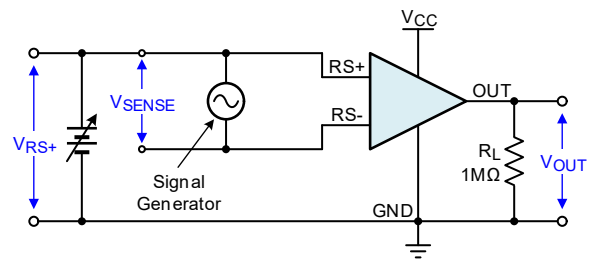 VCC
RS+
OUT
VSENSE
RS-
VRS+
RL
1MΩ
VOUT
Signal
Generator
GND